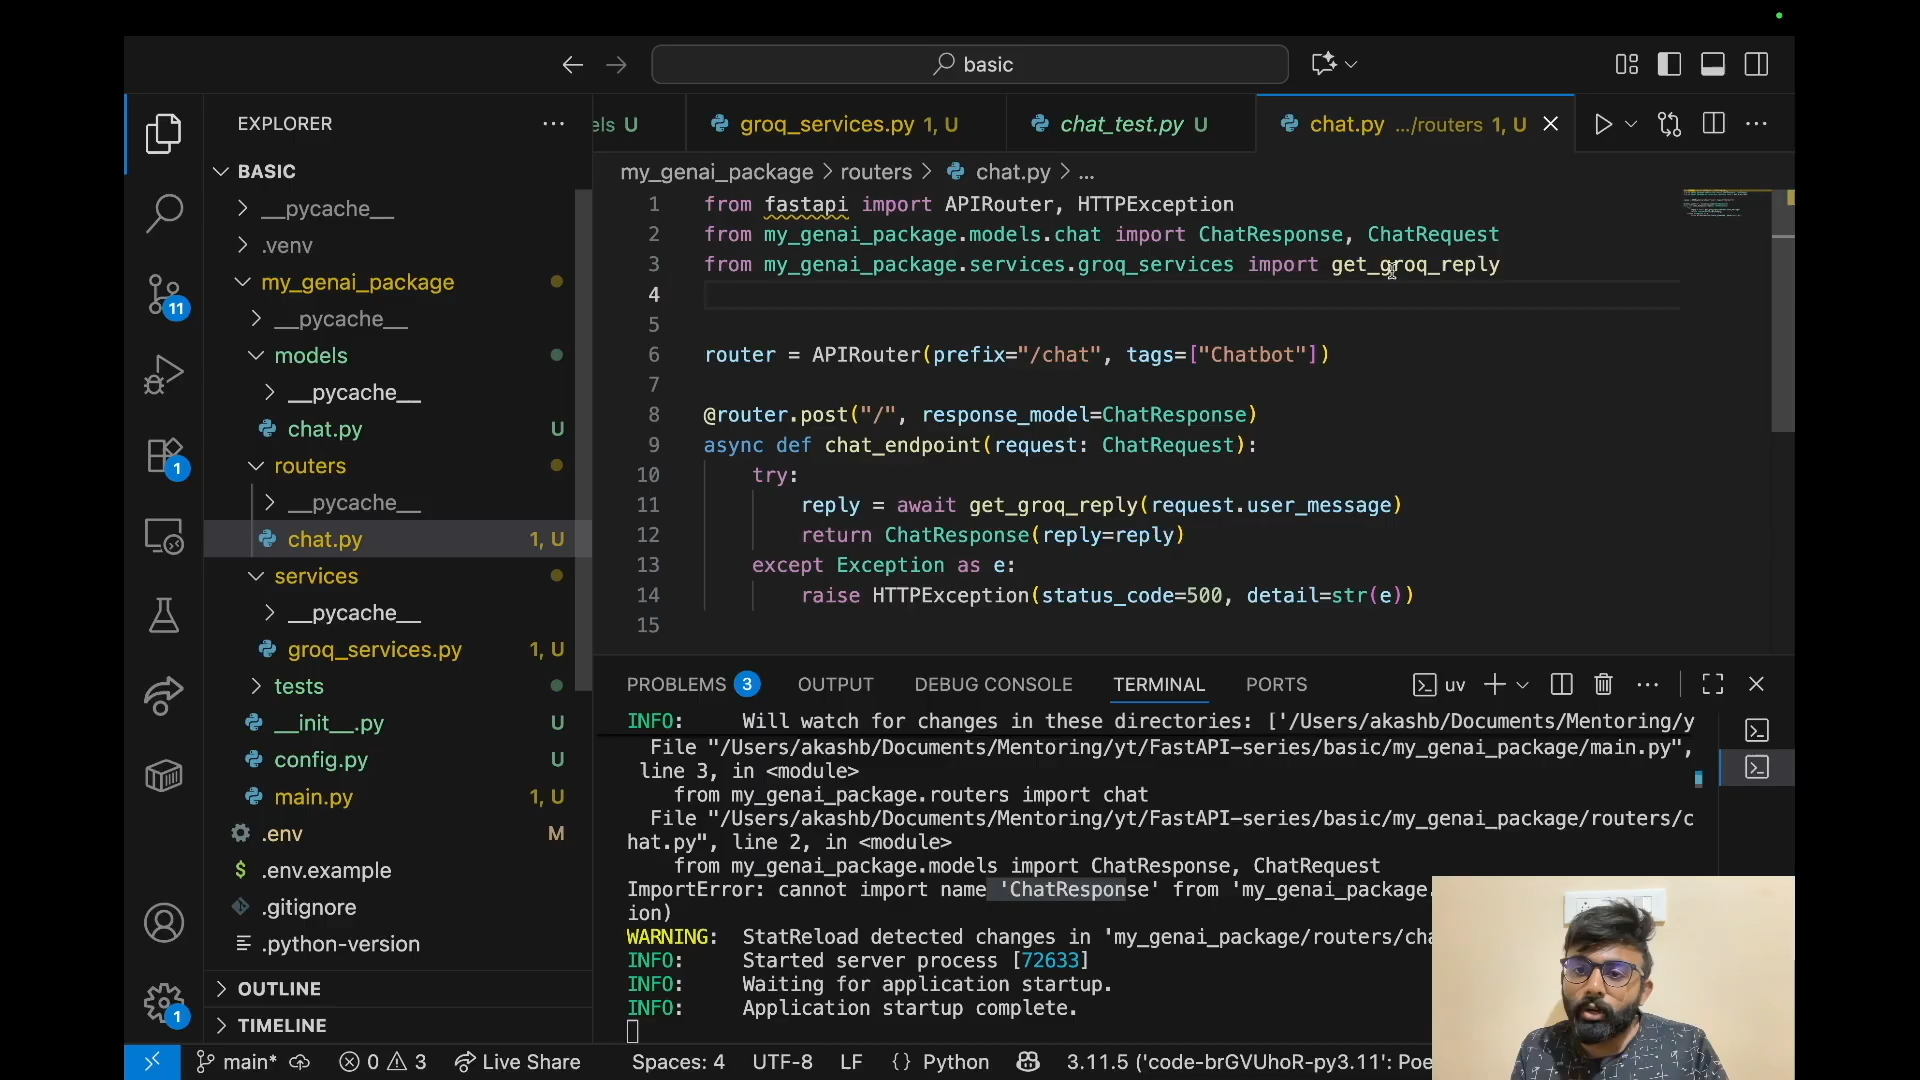 basic
EXPLORER
els U
groq_services.py 1, U
chat_test.py U
chat.py .../routers 1, U
BASIC
__pycache__
.venv
my_genai_package
__pycache__
models
__pycache__
chat.py U
routers
__pycache__
chat.py 1, U
services
__pycache__
groq_services.py 1, U
tests
__init__.py U
config.py U
main.py 1, U
.env M
$ .env.example
.gitignore
.python-version
OUTLINE
TIMELINE
11
1
1
my_genai_package > routers > chat.py > ...
1 from fastapi import APIRouter, HTTPException
2 from my_genai_package.models.chat import ChatResponse, ChatRequest
3 from my_genai_package.services.groq_services import get_groq_reply
4
5
6 router = APIRouter(prefix="/chat", tags=["Chatbot"])
7
8 @router.post("/", response_model=ChatResponse)
9 async def chat_endpoint(request: ChatRequest):
10 try:
11 reply = await get_groq_reply(request.user_message)
12 return ChatResponse(reply=reply)
13 except Exception as e:
14 raise HTTPException(status_code=500, detail=str(e))
15
PROBLEMS 3 OUTPUT DEBUG CONSOLE TERMINAL PORTS uv
INFO: Will watch for changes in these directories: ['/Users/akashb/Documents/Mentoring/y
File "/Users/akashb/Documents/Mentoring/yt/FastAPI-series/basic/my_genai_package/main.py",
line 3, in <module>
from my_genai_package.routers import chat
File "/Users/akashb/Documents/Mentoring/yt/FastAPI-series/basic/my_genai_package/routers/c
hat.py", line 2, in <module>
from my_genai_package.models import ChatResponse, ChatRequest
ImportError: cannot import name 'ChatResponse' from 'my_genai_package.
ion)
WARNING: StatReload detected changes in 'my_genai_package/routers/cha
INFO: Started server process [72633]
INFO: Waiting for application startup.
INFO: Application startup complete.
main* 0 3 Live Share Spaces: 4 UTF-8 LF {} Python 3.11.5 ('code-brGVUhoR-py3.11': Poe